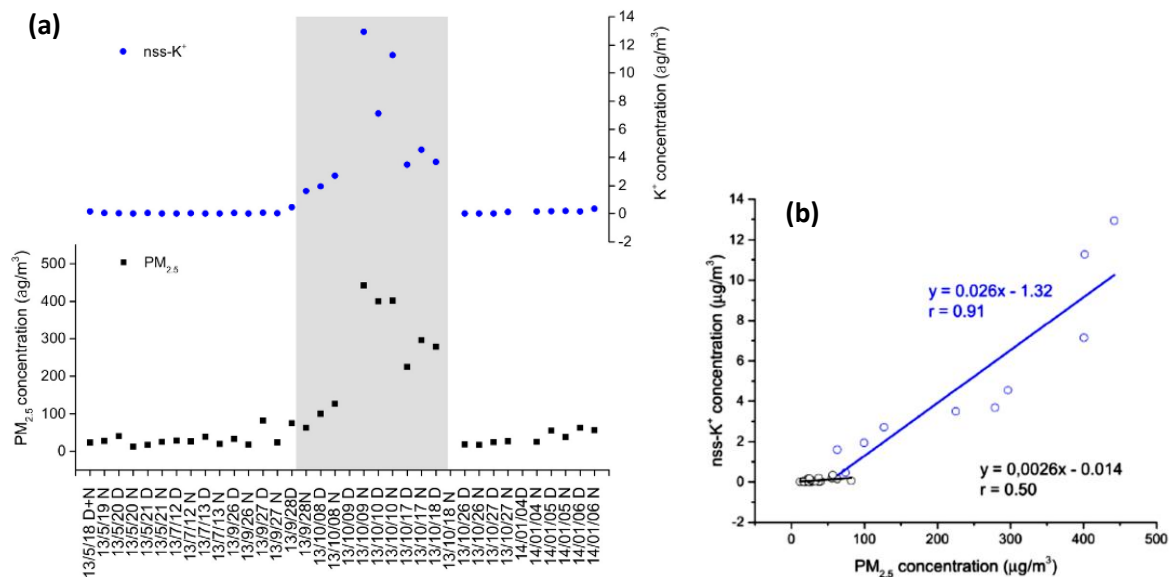 (a)
nss-K⁺
14
12
10
8
6
4
2
0
-2
K⁺ concentration (ag/m³)
PM₂.₅
500
400
300
200
100
0
PM₂.₅ concentration (ag/m³)
13/5/18 D+N
13/5/19 N
13/5/20 D
13/5/20 N
13/5/21 D
13/5/21 N
13/7/12 D
13/7/12 N
13/7/13 D
13/7/13 N
13/9/26 D
13/9/26 N
13/9/27 D
13/9/27 N
13/9/28D
13/9/28N
13/10/08 D
13/10/08 N
13/10/09 D
13/10/09 N
13/10/10 D
13/10/10 N
13/10/17 D
13/10/17 N
13/10/18 D
13/10/18 N
13/10/26 D
13/10/26 N
13/10/27 D
13/10/27 N
14/01/04D
14/01/04 N
14/01/05 D
14/01/05 N
14/01/06 D
14/01/06 N
(b)
14
12
10
8
6
4
2
0
-2
nss-K⁺ concentration (μg/m³)
y = 0.026x - 1.32
r = 0.91
y = 0,0026x - 0.014
r = 0.50
0
100
200
300
400
500
PM₂.₅ concentration (μg/m³)